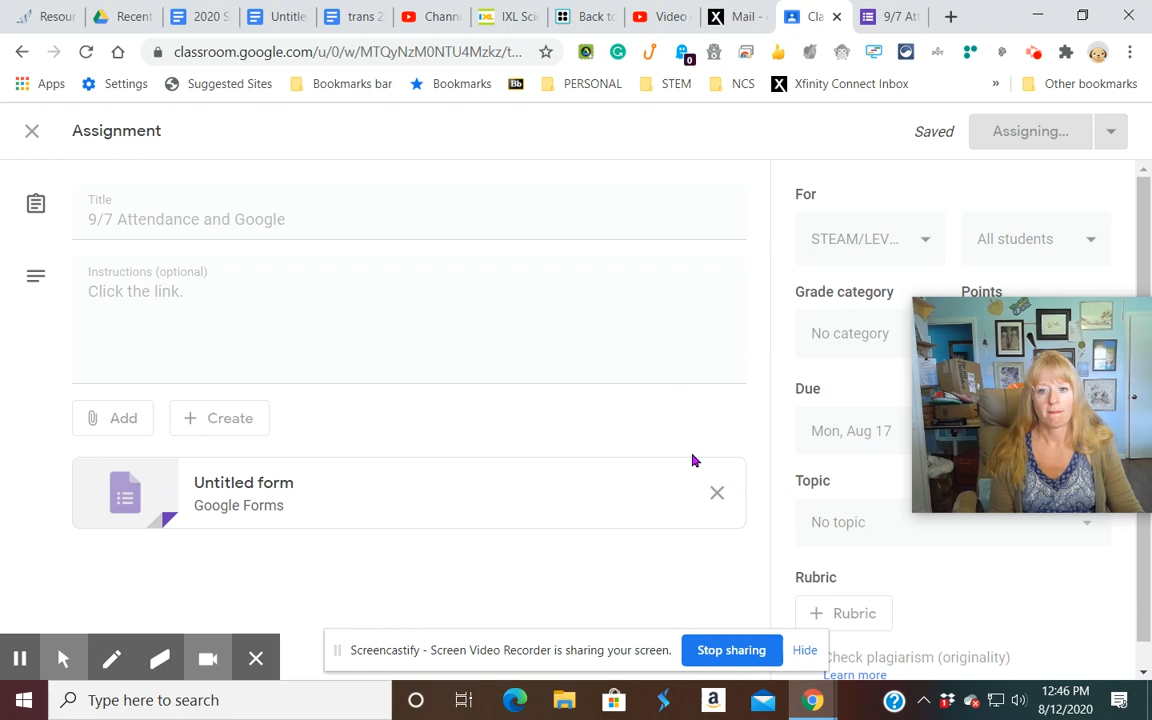 Resour
Recent
2020 S
Untitle
trans 2
Chann
IXL Sci
Back to
Video
Mail -
Cla
9/7 Att
classroom.google.com/u/0/w/MTQyNzM0NTU4Mzkz/t...
0
Apps
Settings
Suggested Sites
Bookmarks bar
Bookmarks
Bb
PERSONAL
STEM
NCS
Xfinity Connect Inbox
»
Other bookmarks
Assignment
Saved
Assigning...
Title
9/7 Attendance and Google
Instructions (optional)
Click the link.
Add
Create
Untitled form
Google Forms
For
STEAM/LEV...
All students
Grade category
Points
No category
Due
Mon, Aug 17
Topic
No topic
Rubric
Rubric
Check plagiarism (originality)
Learn more
Screencastify - Screen Video Recorder is sharing your screen.
Stop sharing
Hide
Type here to search
12:46 PM
8/12/2020